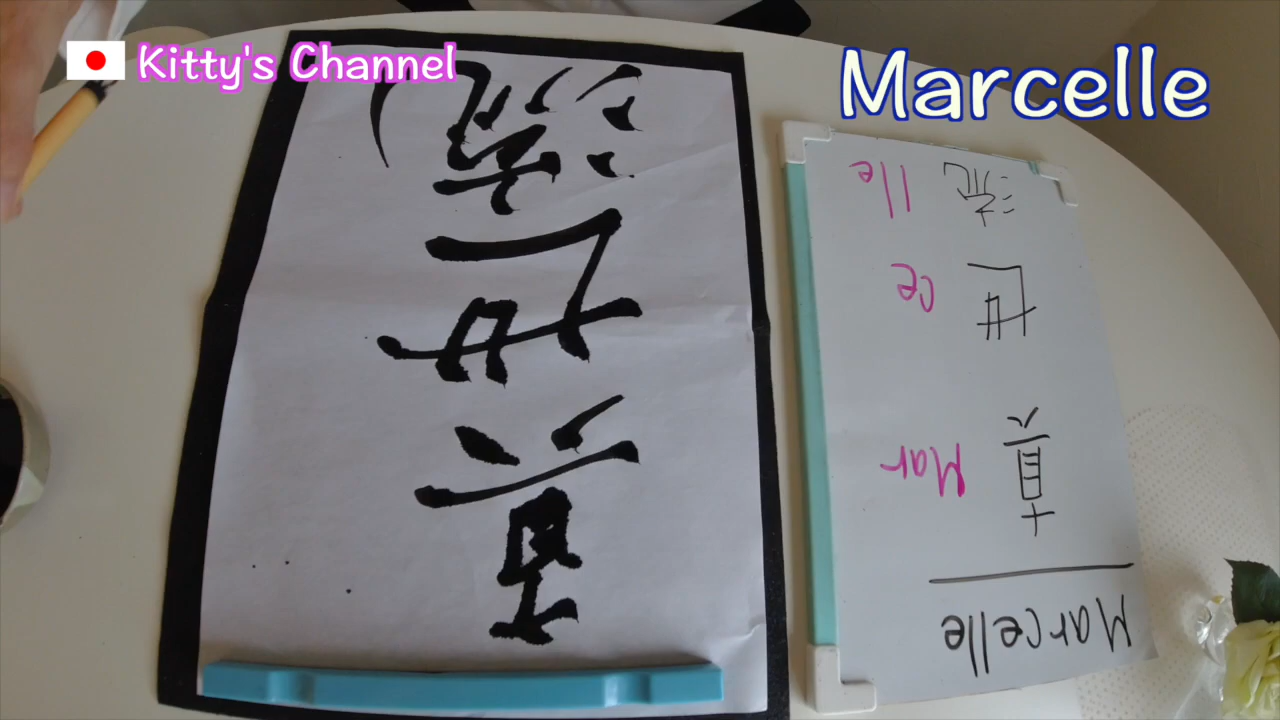 Kitty's Channel
Marcelle
真世流
Marcelle
真 Mar
世 ce
流 lle